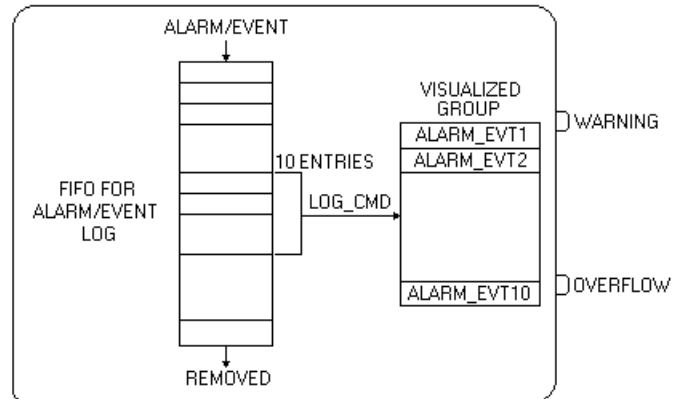 ALARM/EVENT
VISUALIZED
GROUP
WARNING
ALARM_EVT1
ALARM_EVT2
10 ENTRIES
FIFO FOR
ALARM/EVENT
LOG
LOG_CMD
OVERFLOW
ALARM_EVT10
REMOVED